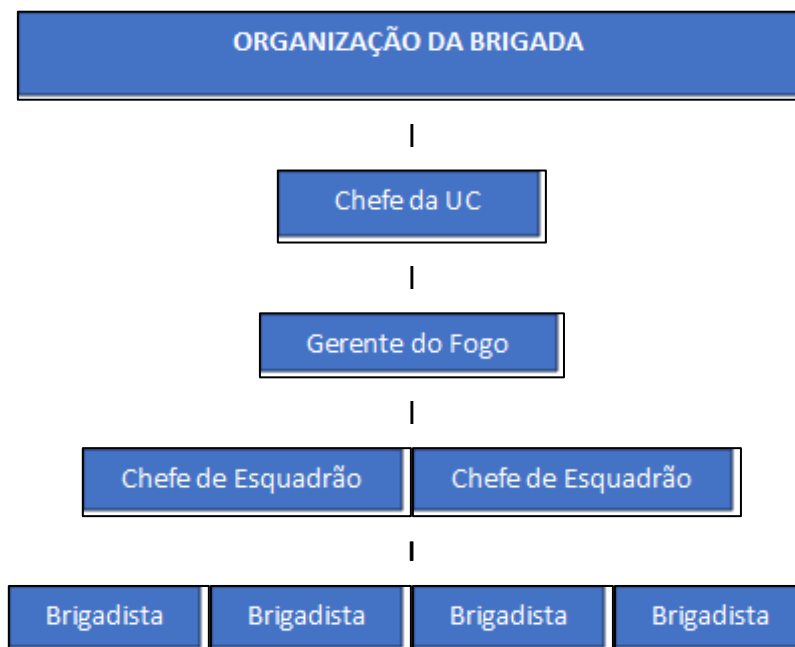 ORGANIZAÇÃO DA BRIGADA
Chefe da UC
Gerente do Fogo
Chefe de Esquadrão Chefe de Esquadrão
Brigadista Brigadista Brigadista Brigadista